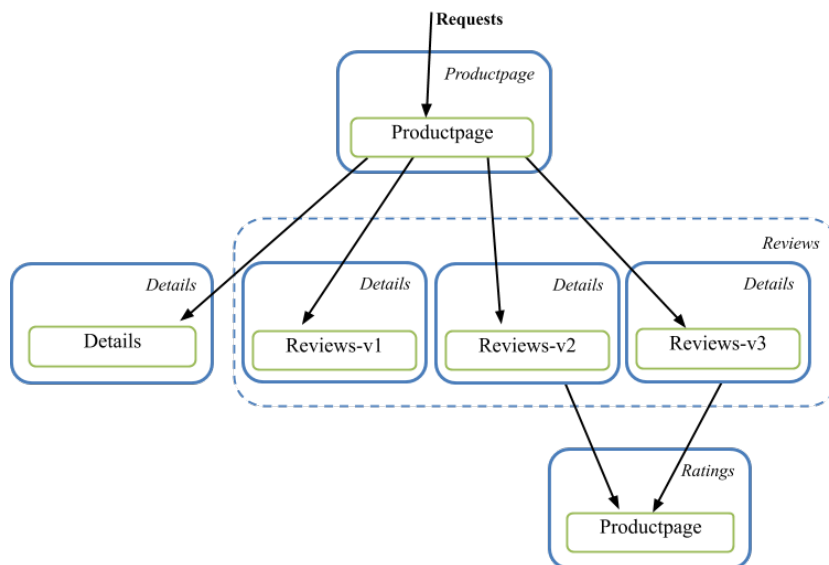 Requests
Productpage
Productpage
Reviews
Details
Details
Details
Details
Details
Reviews-v1
Reviews-v2
Reviews-v3
Ratings
Productpage